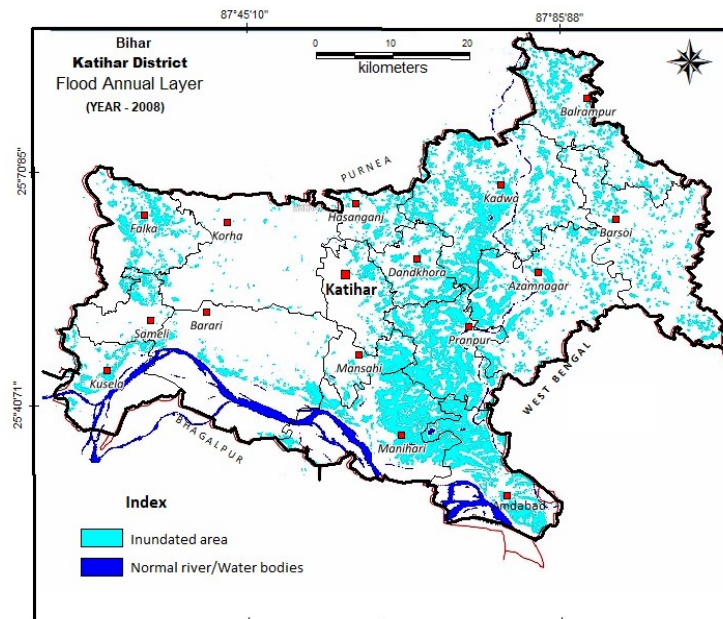 87°45'10"
87°85'88"
Bihar
Katihar District
Flood Annual Layer
(YEAR - 2008)
0 10 20
kilometers
25°70'85"
25°40'71"
PURNEA
Balrampur
Kadwa
Hasanganj
Falka
Korha
Barsoi
Dandkhora
Katihar
Azamnagar
Sameli
Barari
Pranpur
Mansahi
Kusela
WEST BENGAL
BHAGALPUR
Manihari
Amdabad
Index
Inundated area
Normal river/Water bodies